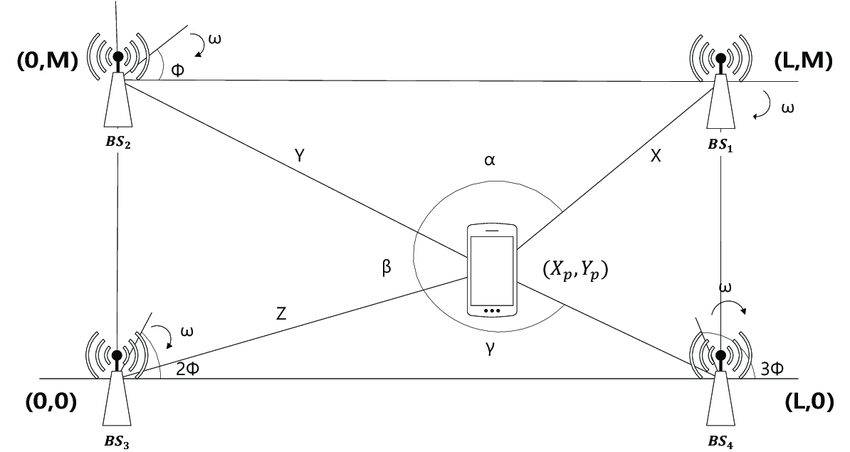 (0,M)
ω
Φ
(L,M)
ω
BS₂
BS₁
Y
α
X
β
(Xₚ,Yₚ)
Z
γ
ω
2Φ
ω
3Φ
(0,0)
(L,0)
BS₃
BS₄